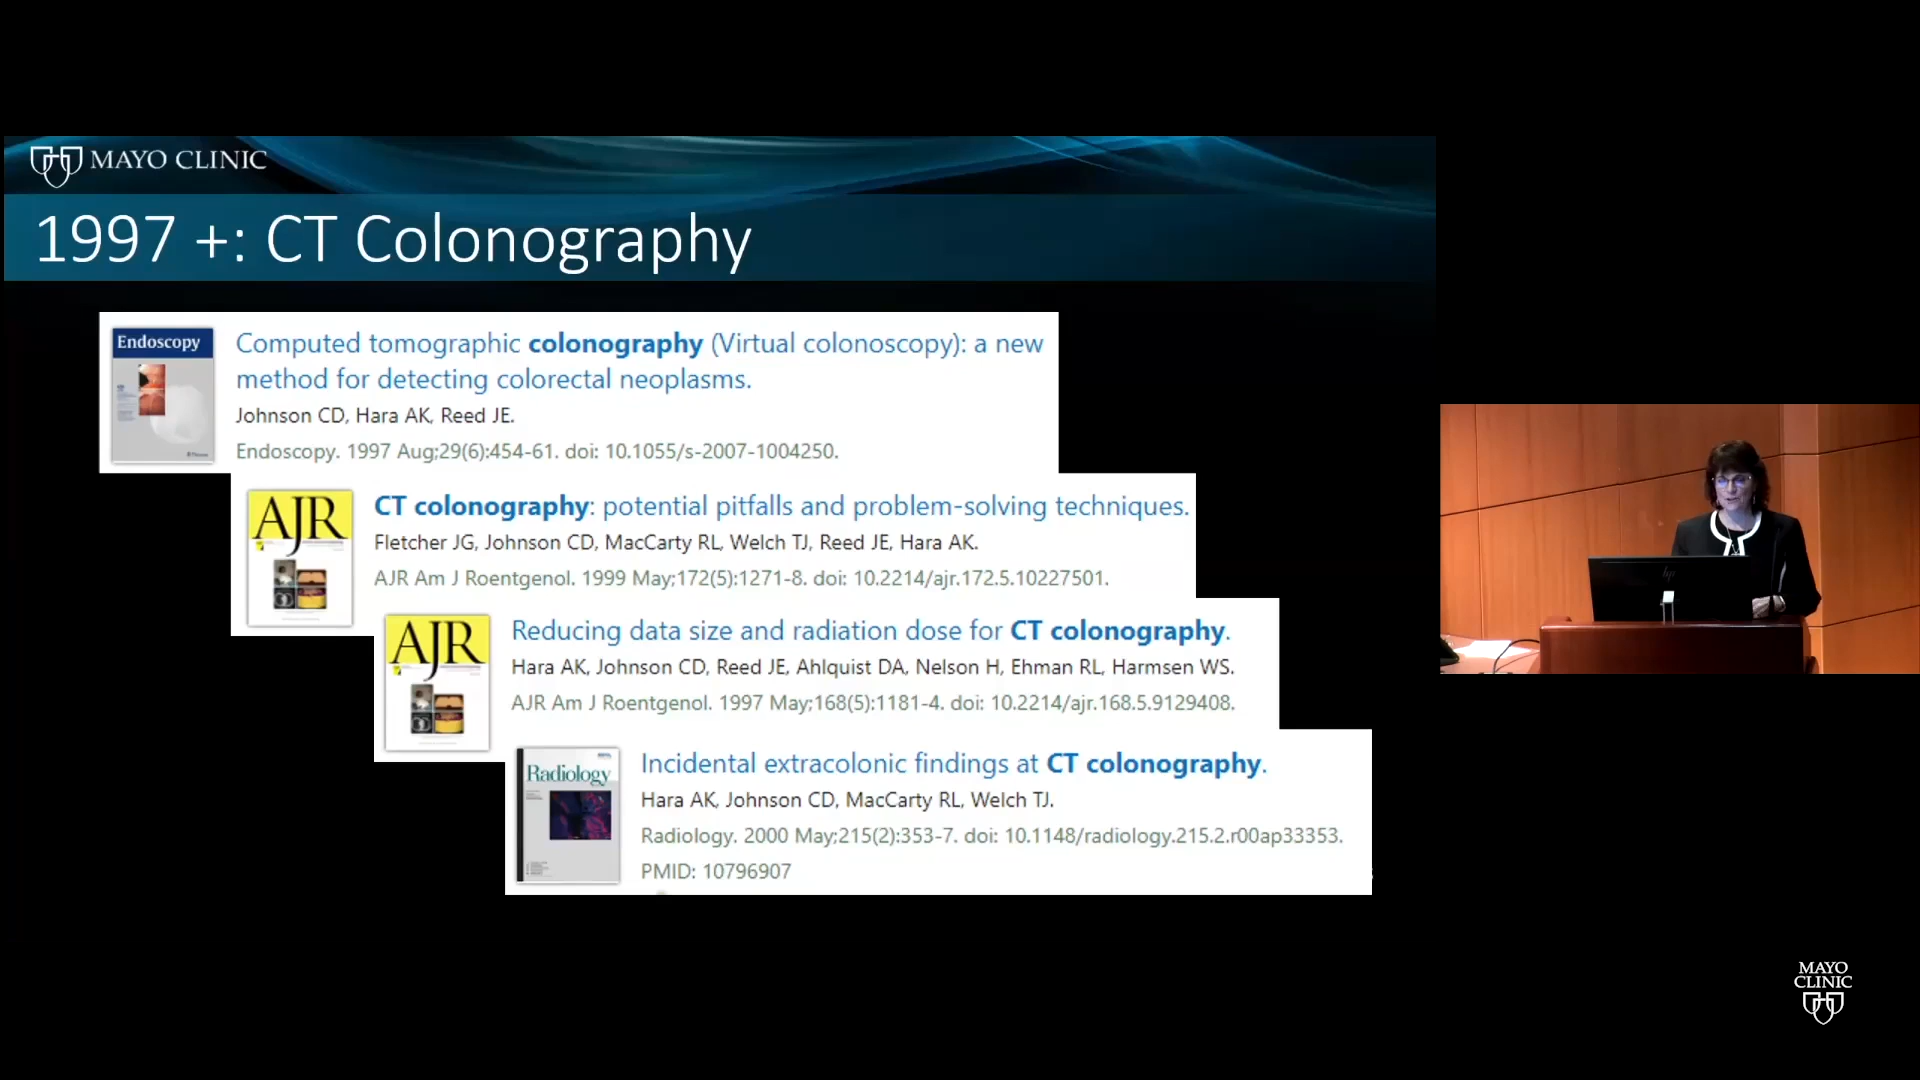 MAYO CLINIC
1997 +: CT Colonography
Endoscopy
Computed tomographic colonography (Virtual colonoscopy): a new
method for detecting colorectal neoplasms.
Johnson CD, Hara AK, Reed JE.
Endoscopy. 1997 Aug;29(6):454-61. doi: 10.1055/s-2007-1004250.
AJR
CT colonography: potential pitfalls and problem-solving techniques.
Fletcher JG, Johnson CD, MacCarty RL, Welch TJ, Reed JE, Hara AK.
AJR Am J Roentgenol. 1999 May;172(5):1271-8. doi: 10.2214/ajr.172.5.10227501.
AJR
Reducing data size and radiation dose for CT colonography.
Hara AK, Johnson CD, Reed JE, Ahlquist DA, Nelson H, Ehman RL, Harmsen WS.
AJR Am J Roentgenol. 1997 May;168(5):1181-4. doi: 10.2214/ajr.168.5.9129408.
Radiology
Incidental extracolonic findings at CT colonography.
Hara AK, Johnson CD, MacCarty RL, Welch TJ.
Radiology. 2000 May;215(2):353-7. doi: 10.1148/radiology.215.2.r00ap33353.
PMID: 10796907
hp
MAYO
CLINIC